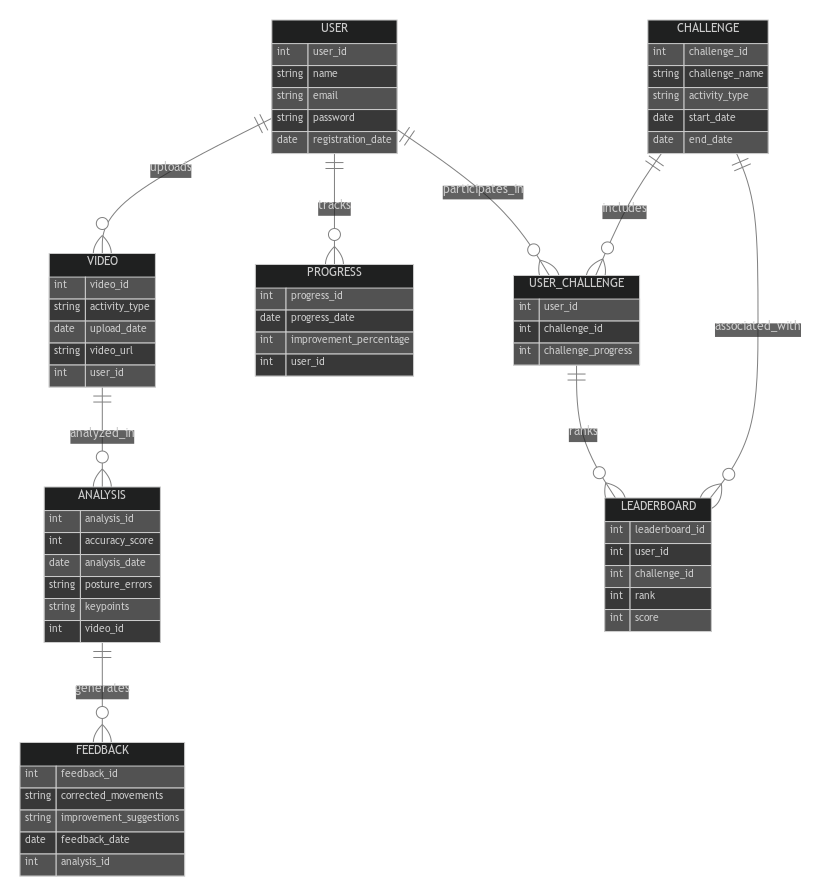 USER
int user_id
string name
string email
string password
date registration_date
CHALLENGE
int challenge_id
string challenge_name
string activity_type
date start_date
date end_date
uploads
tracks
participates_in
includes
VIDEO
int video_id
string activity_type
date upload_date
string video_url
int user_id
PROGRESS
int progress_id
date progress_date
int improvement_percentage
int user_id
USER_CHALLENGE
int user_id
int challenge_id
int challenge_progress
associated_with
analyzed_in
ranks
ANALYSIS
int analysis_id
int accuracy_score
date analysis_date
string posture_errors
string keypoints
int video_id
LEADERBOARD
int leaderboard_id
int user_id
int challenge_id
int rank
int score
generates
FEEDBACK
int feedback_id
string corrected_movements
string improvement_suggestions
date feedback_date
int analysis_id